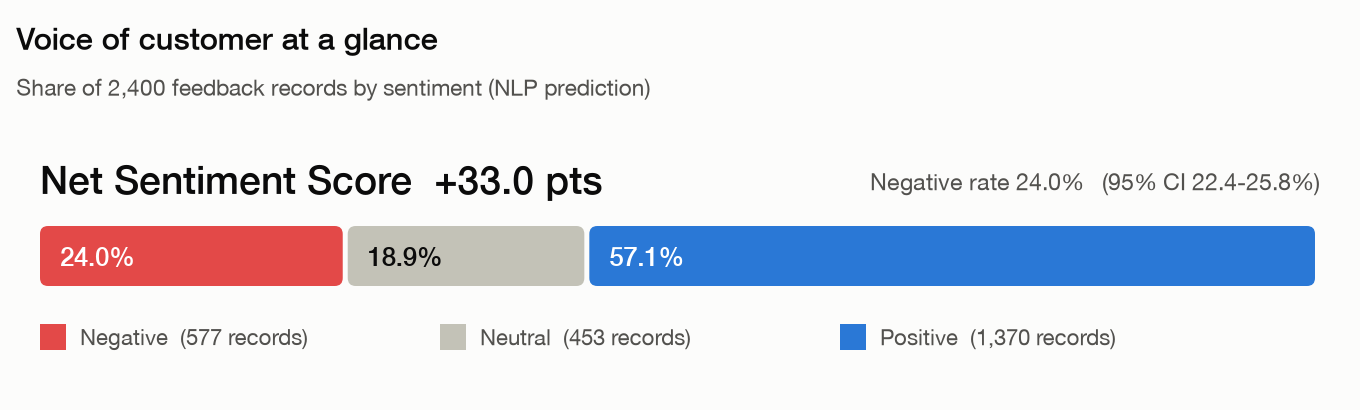 Voice of customer at a glance
Share of 2,400 feedback records by sentiment (NLP prediction)
Net Sentiment Score +33.0 pts
Negative rate 24.0% (95% CI 22.4-25.8%)
24.0% 18.9% 57.1%
Negative (577 records) Neutral (453 records) Positive (1,370 records)